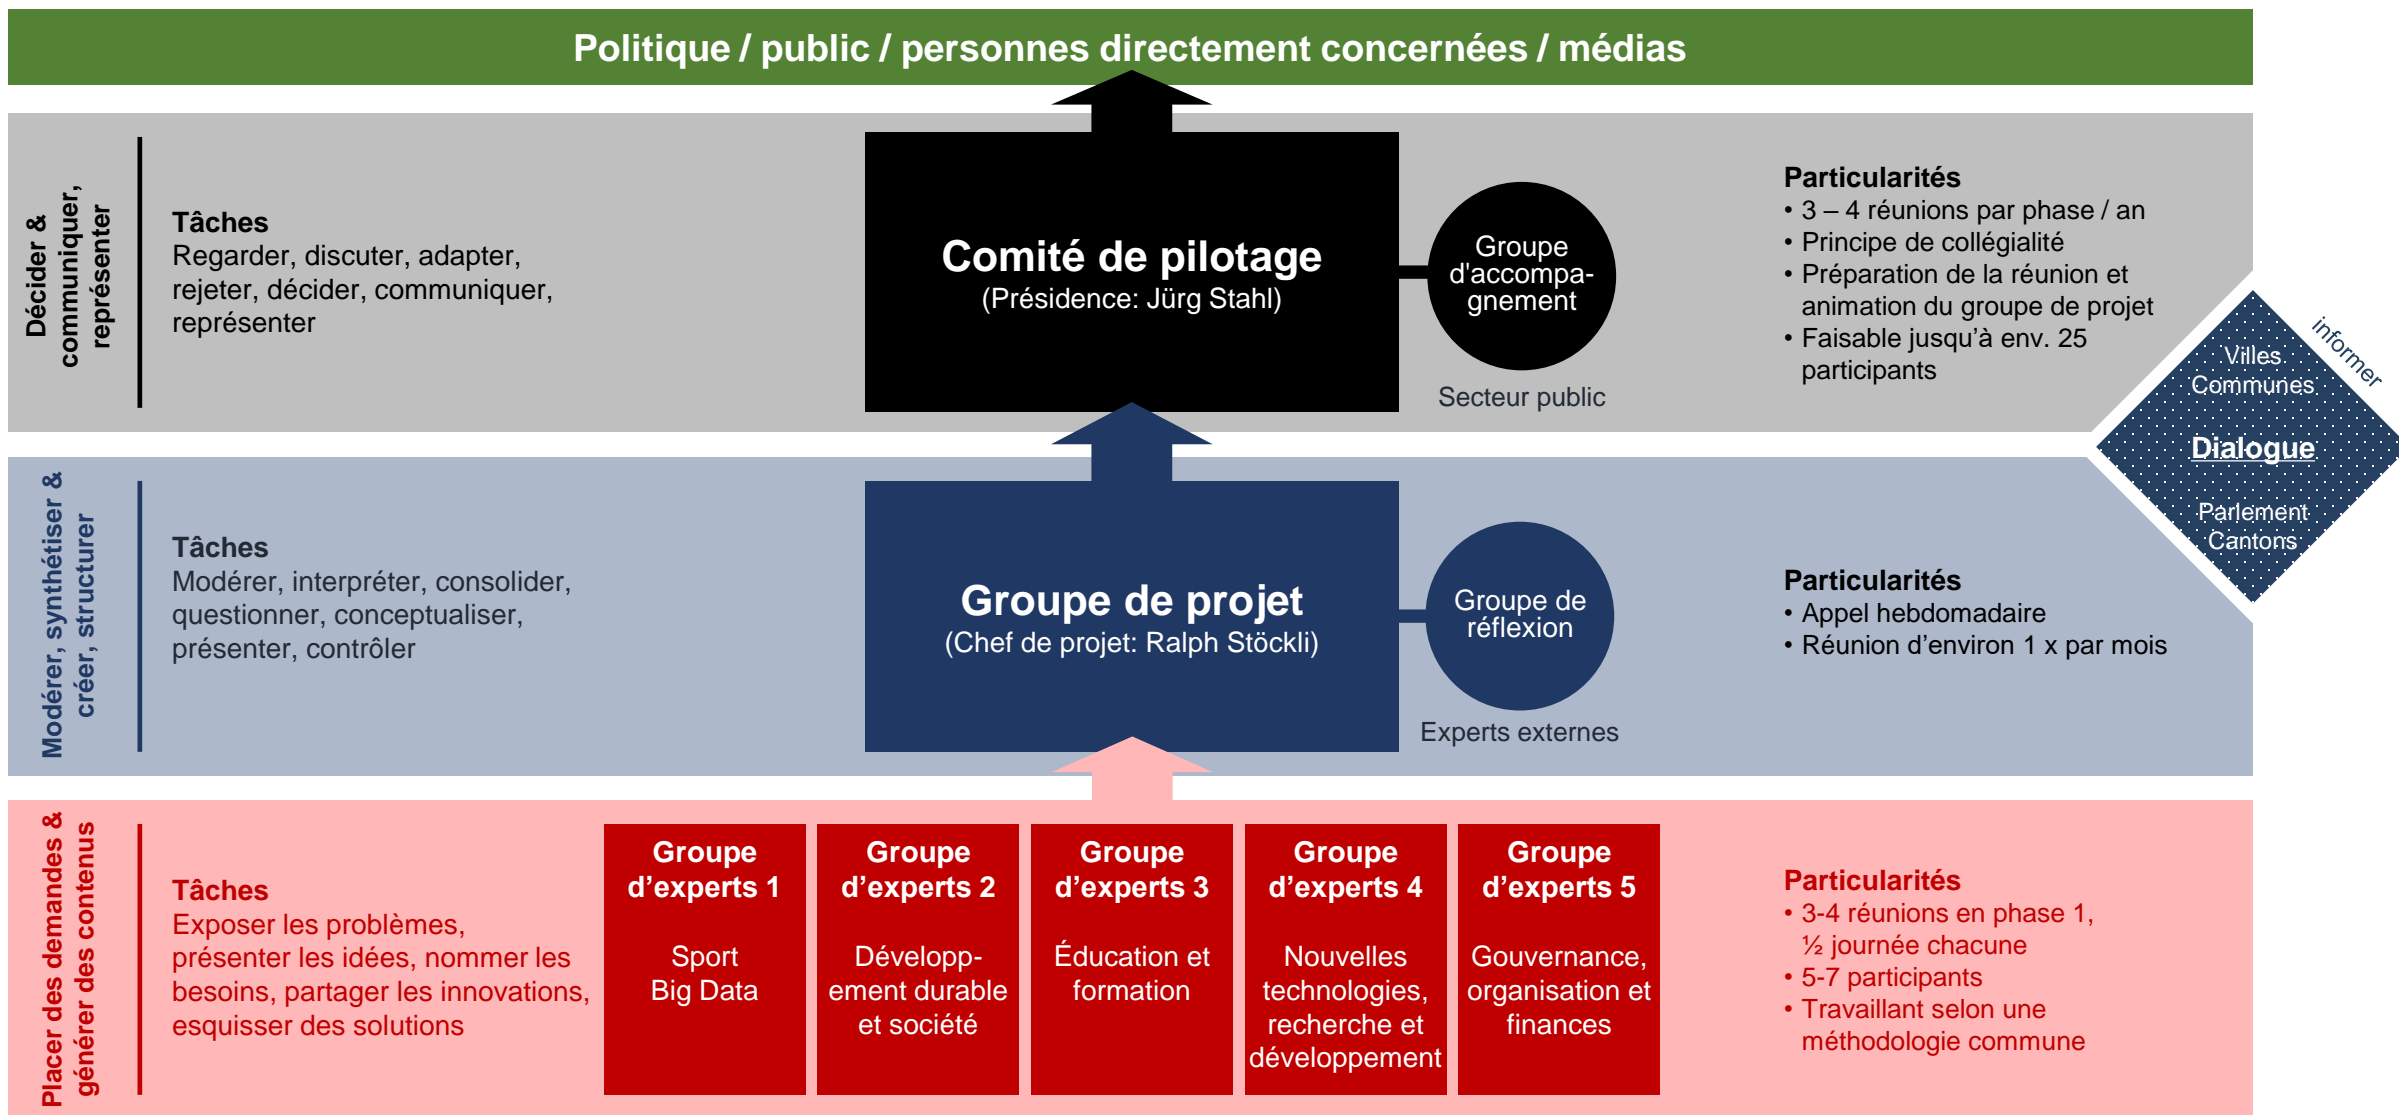 Politique / public / personnes directement concernées / médias
Décider &
communiquer,
représenter
Tâches
Regarder, discuter, adapter,
rejeter, décider, communiquer,
représenter
Comité de pilotage
(Présidence: Jürg Stahl)
Groupe
d'accompa-
gnement
Secteur public
Particularités
• 3 – 4 réunions par phase / an
• Principe de collégialité
• Préparation de la réunion et
animation du groupe de projet
• Faisable jusqu’à env. 25
participants
informer
Villes
Communes
Dialogue
Parlement
Cantons
Modérer, synthétiser &
créer, structurer
Tâches
Modérer, interpréter, consolider,
questionner, conceptualiser,
présenter, contrôler
Groupe de projet
(Chef de projet: Ralph Stöckli)
Groupe de
réflexion
Experts externes
Particularités
• Appel hebdomadaire
• Réunion d’environ 1 x par mois
Placer des demandes &
générer des contenus
Tâches
Exposer les problèmes,
présenter les idées, nommer les
besoins, partager les innovations,
esquisser des solutions
Groupe
d’experts 1
Sport
Big Data
Groupe
d’experts 2
Développ-
ement durable
et société
Groupe
d’experts 3
Éducation et
formation
Groupe
d’experts 4
Nouvelles
technologies,
recherche et
développement
Groupe
d’experts 5
Gouvernance,
organisation et
finances
Particularités
• 3-4 réunions en phase 1,
½ journée chacune
• 5-7 participants
• Travaillant selon une
méthodologie commune